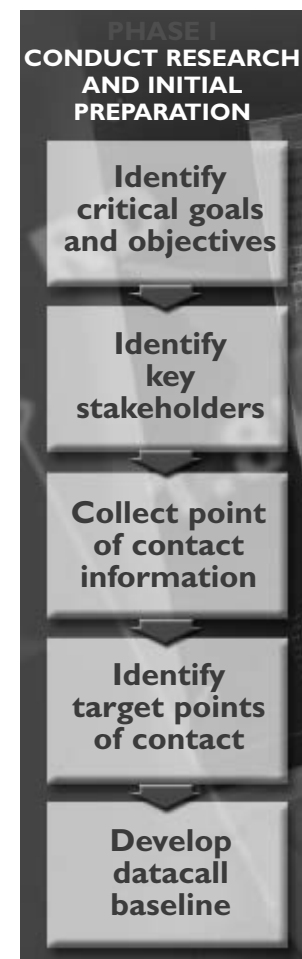 PHASE I
CONDUCT RESEARCH
AND INITIAL
PREPARATION
Identify
critical goals
and objectives
Identify
key
stakeholders
Collect point
of contact
information
Identify
target points
of contact
Develop
datacall
baseline